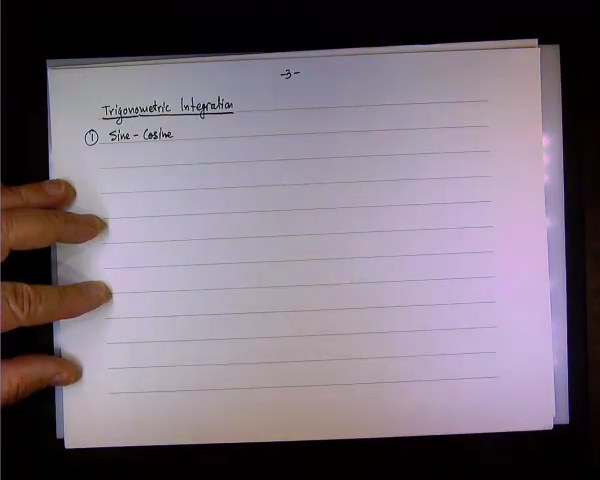 -3-
Trigonometric Integration
① Sine - Cosine